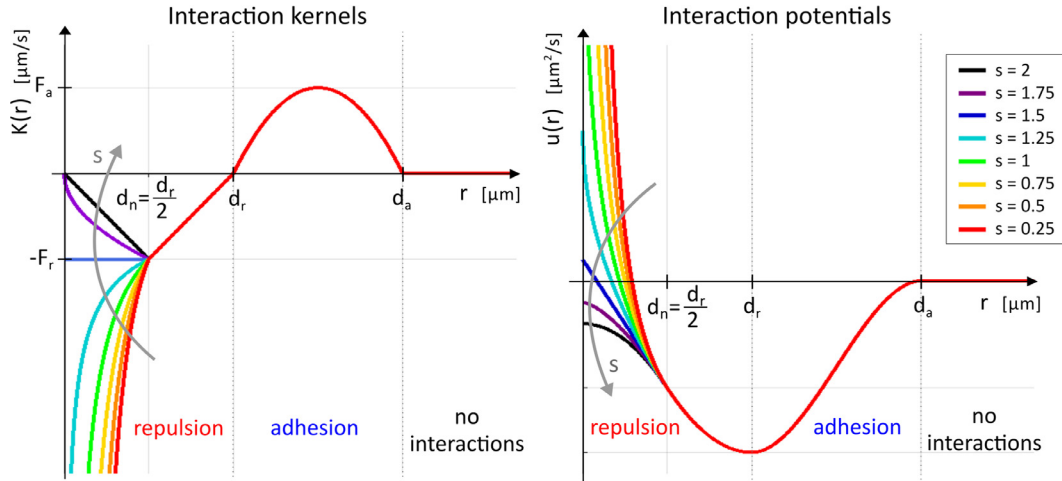 Interaction kernels
K(r) [μm/s]
F_a
-F_r
s
d_n = d_r/2
d_r
d_a
r [μm]
repulsion
adhesion
no
interactions
Interaction potentials
u(r) [μm²/s]
s
d_n = d_r/2
d_r
d_a
r [μm]
repulsion
adhesion
no
interactions
s = 2
s = 1.75
s = 1.5
s = 1.25
s = 1
s = 0.75
s = 0.5
s = 0.25